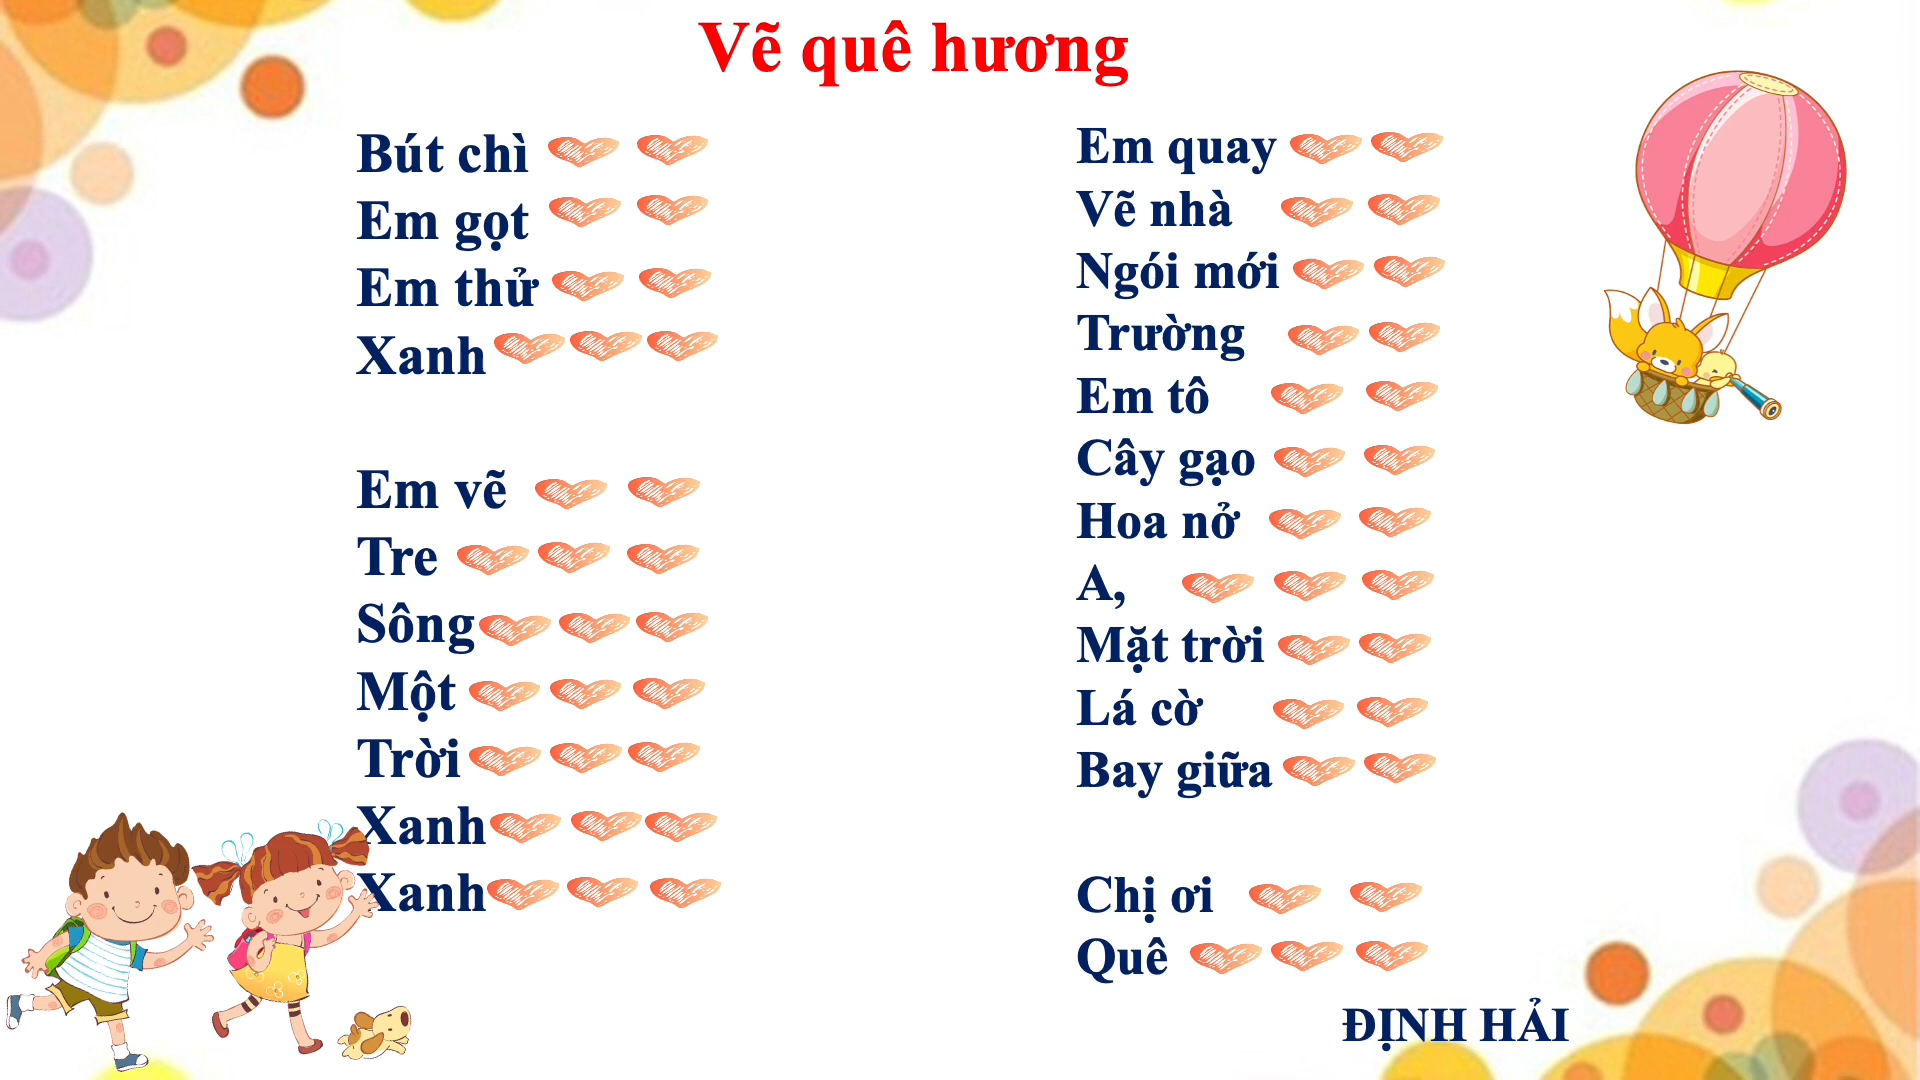 Vẽ quê hương
Bút chì
Em gọt
Em thử
Xanh
Em vẽ
Tre
Sông
Một
Trời
Xanh
Xanh
Em quay
Vẽ nhà
Ngói mới
Trường
Em tô
Cây gạo
Hoa nở
A,
Mặt trời
Lá cờ
Bay giữa
Chị ơi
Quê
ĐỊNH HẢI